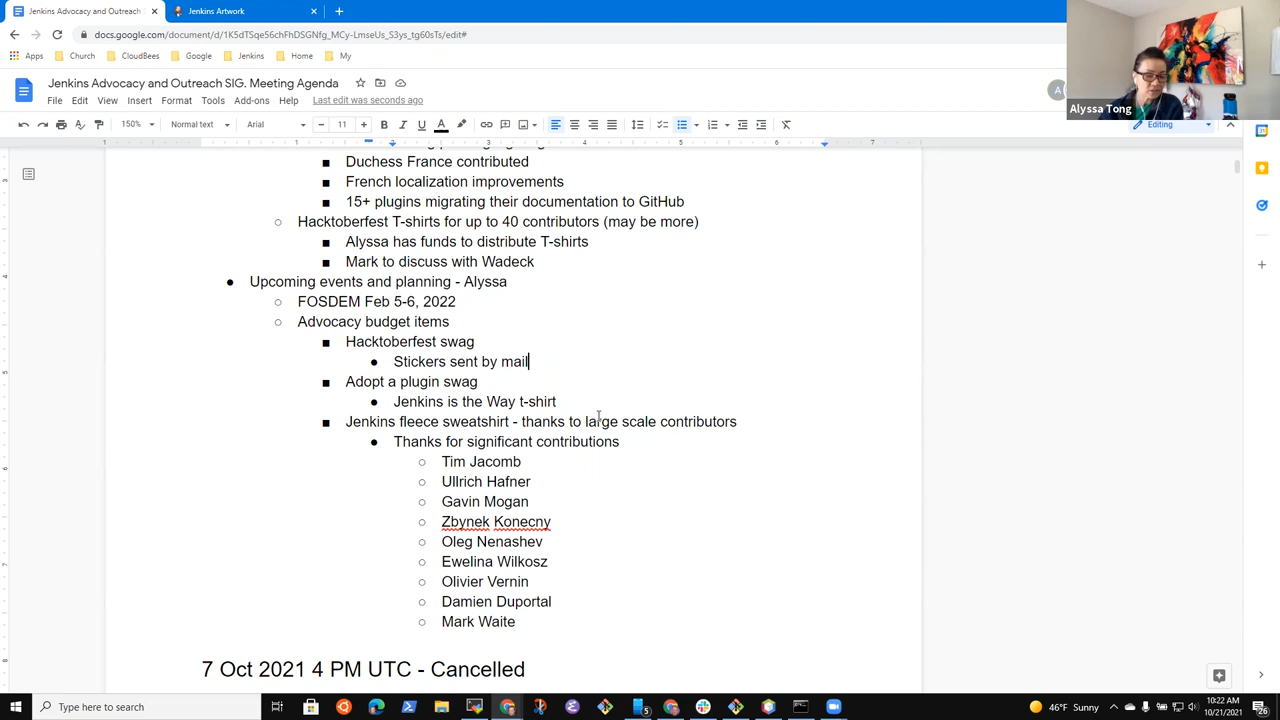 Jenkins Advocacy and Outreach S
Jenkins Artwork
docs.google.com/document/d/1K5dTSqe56chFhDSGNfg_MCy-LmseUs_S3ys_tg60sTs/edit#
Apps Church CloudBees Google Jenkins Home My
Jenkins Advocacy and Outreach SIG. Meeting Agenda
File Edit View Insert Format Tools Add-ons Help Last edit was seconds ago
Alyssa Tong
150% Normal text Arial 11 Editing
Duchess France contributed
French localization improvements
15+ plugins migrating their documentation to GitHub
Hacktoberfest T-shirts for up to 40 contributors (may be more)
Alyssa has funds to distribute T-shirts
Mark to discuss with Wadeck
Upcoming events and planning - Alyssa
FOSDEM Feb 5-6, 2022
Advocacy budget items
Hacktoberfest swag
Stickers sent by mail
Adopt a plugin swag
Jenkins is the Way t-shirt
Jenkins fleece sweatshirt - thanks to large scale contributors
Thanks for significant contributions
Tim Jacomb
Ullrich Hafner
Gavin Mogan
Zbynek Konecny
Oleg Nenashev
Ewelina Wilkosz
Olivier Vernin
Damien Duportal
Mark Waite
7 Oct 2021 4 PM UTC - Cancelled
Type here to search
46°F Sunny
10:22 AM
10/21/2021